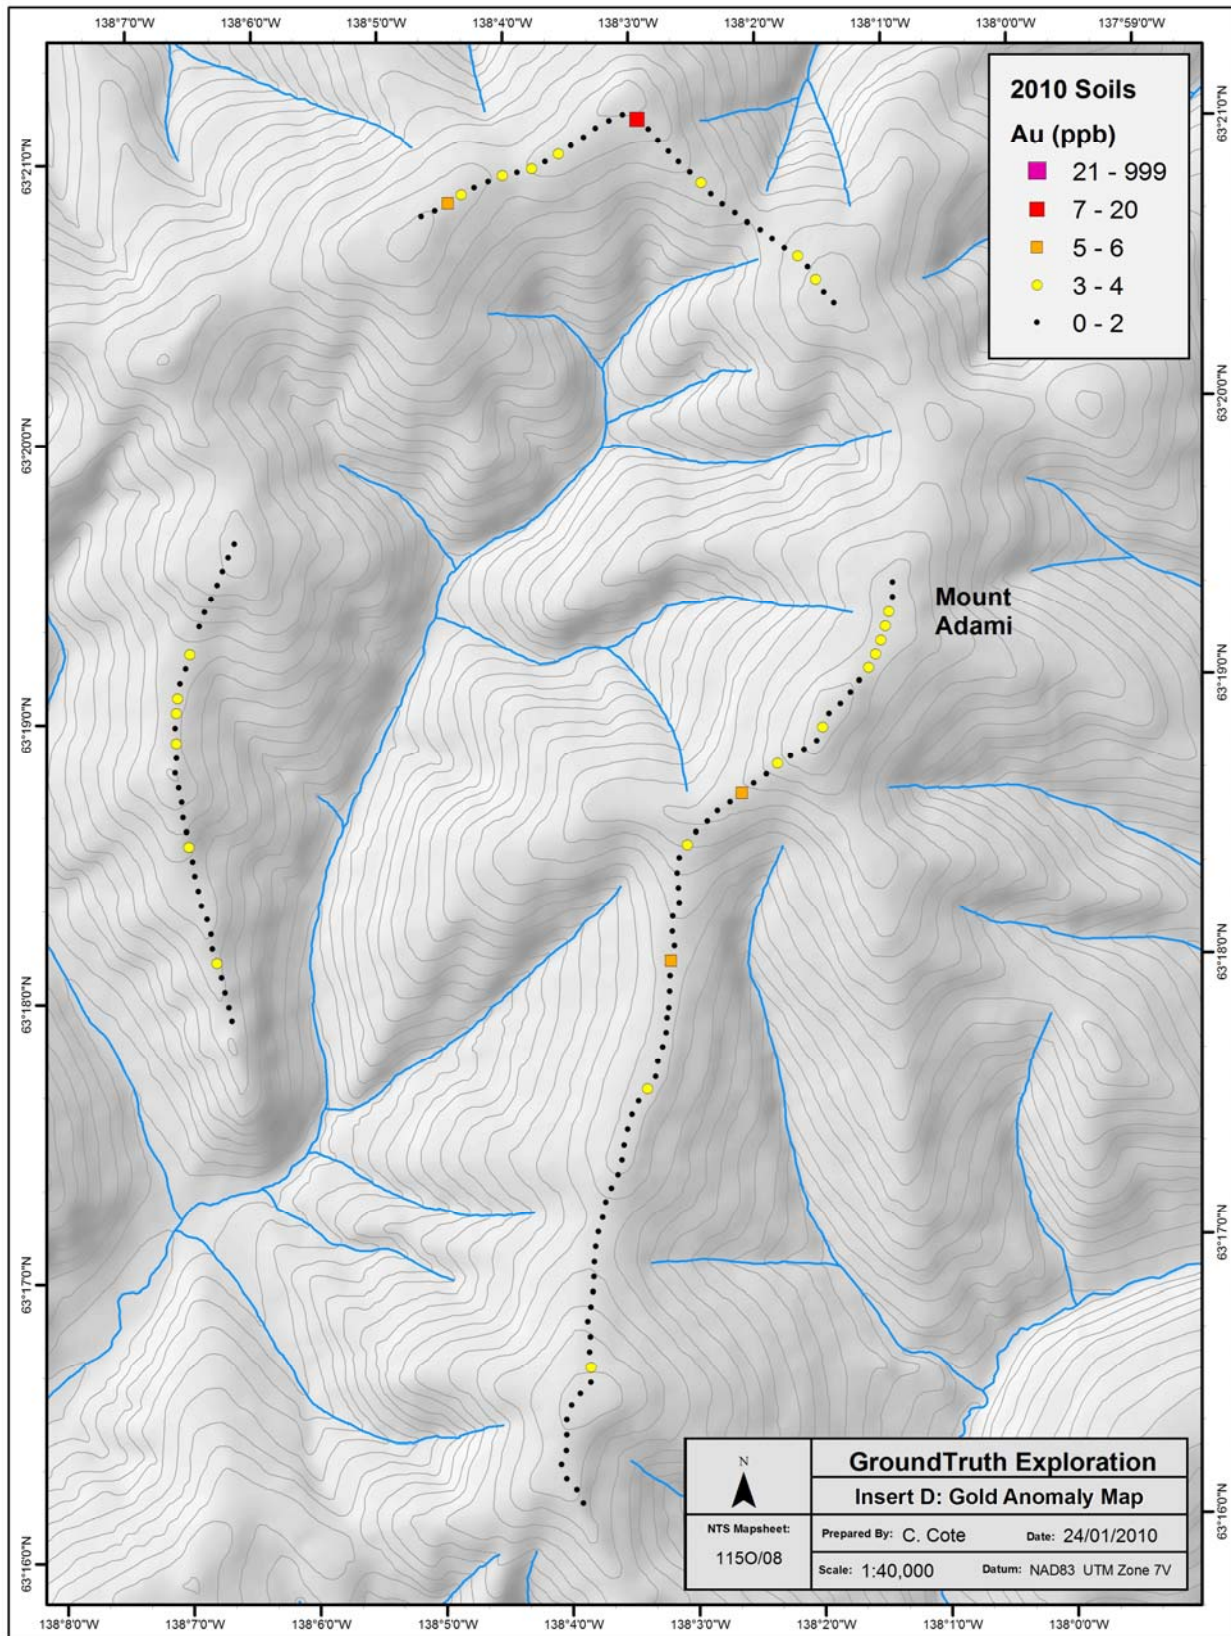 138°7'0"W 138°6'0"W 138°5'0"W 138°4'0"W 138°3'0"W 138°2'0"W 138°1'0"W 138°0'0"W 137°59'0"W
2010 Soils
Au (ppb)
21 - 999
7 - 20
5 - 6
3 - 4
0 - 2
63°21'0"N
63°20'0"N
63°19'0"N
63°18'0"N
63°17'0"N
63°16'0"N
63°21'0"N
63°20'0"N
63°19'0"N
63°18'0"N
63°17'0"N
63°16'0"N
Mount
Adami
N
NTS Mapsheet:
115O/08
GroundTruth Exploration
Insert D: Gold Anomaly Map
Prepared By: C. Cote Date: 24/01/2010
Scale: 1:40,000 Datum: NAD83 UTM Zone 7V
138°8'0"W 138°7'0"W 138°6'0"W 138°5'0"W 138°4'0"W 138°3'0"W 138°2'0"W 138°1'0"W 138°0'0"W